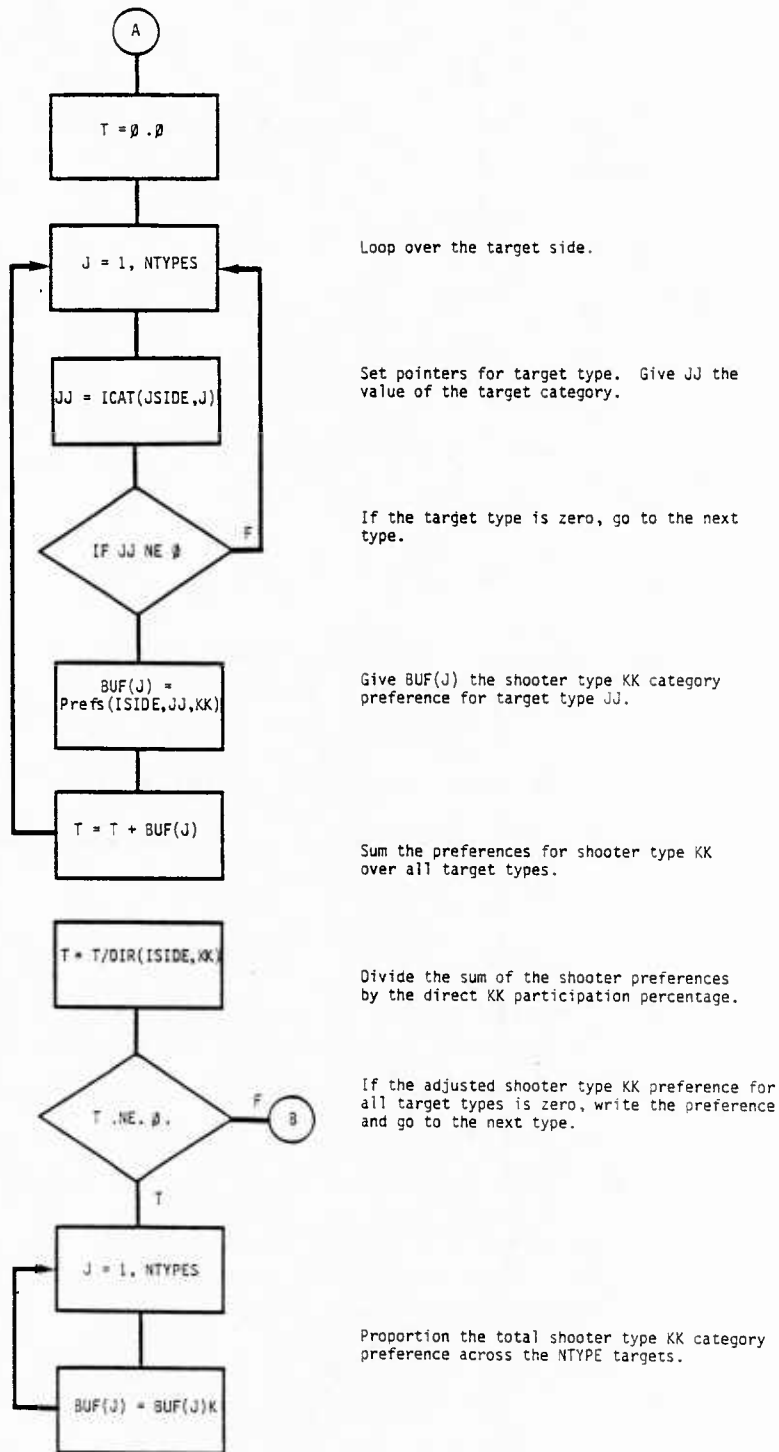 A
T = Ø.Ø
J = 1, NTYPES
Loop over the target side.
JJ = ICAT(JSIDE,J)
Set pointers for target type. Give JJ the
value of the target category.
IF JJ NE Ø
F
If the target type is zero, go to the next
type.
BUF(J) =
Prefs(ISIDE,JJ,KK)
Give BUF(J) the shooter type KK category
preference for target type JJ.
T = T + BUF(J)
Sum the preferences for shooter type KK
over all target types.
T = T/DIR(ISIDE,KK)
Divide the sum of the shooter preferences
by the direct KK participation percentage.
T .NE. Ø.
F
B
If the adjusted shooter type KK preference for
all target types is zero, write the preference
and go to the next type.
T
J = 1, NTYPES
BUF(J) = BUF(J)K
Proportion the total shooter type KK category
preference across the NTYPE targets.